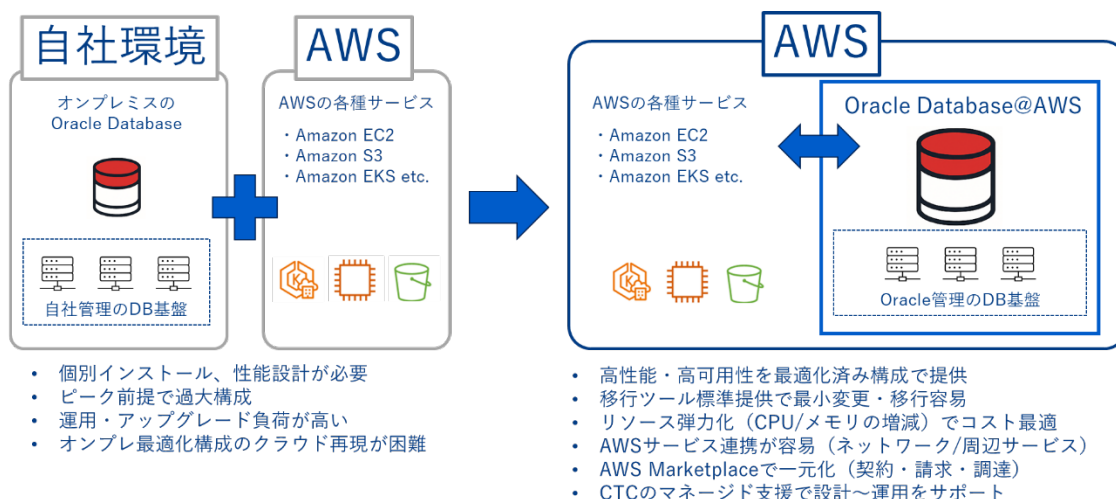 自社環境
オンプレミスの
Oracle Database
自社管理のDB基盤
AWS
AWSの各種サービス
・Amazon EC2
・Amazon S3
・Amazon EKS etc.
• 個別インストール、性能設計が必要
• ピーク前提で過大構成
• 運用・アップグレード負荷が高い
• オンプレ最適化構成のクラウド再現が困難
AWS
AWSの各種サービス
・Amazon EC2
・Amazon S3
・Amazon EKS etc.
Oracle Database@AWS
Oracle管理のDB基盤
• 高性能・高可用性を最適化済み構成で提供
• 移行ツール標準提供で最小変更・移行容易
• リソース弾力化（CPU/メモリの増減）でコスト最適
• AWSサービス連携が容易（ネットワーク/周辺サービス）
• AWS Marketplaceで一元化（契約・請求・調達）
• CTCのマネージド支援で設計～運用をサポート